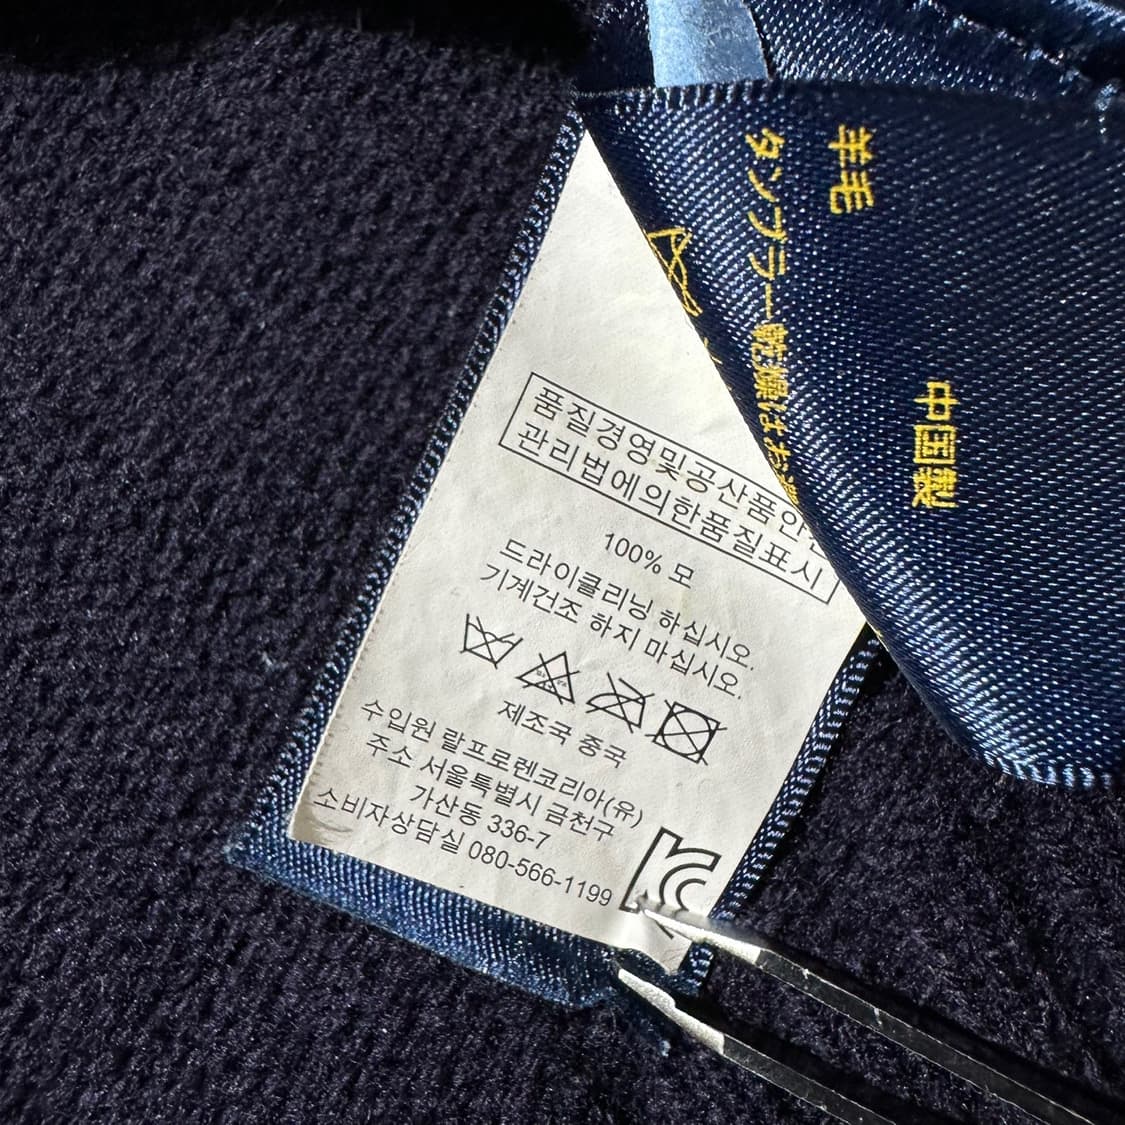 羊毛
タンブラー乾燥はお避
中国製
품질경영및공산품안전
관리법에의한품질표시
100% 모
드라이클리닝 하십시오.
기계건조 하지 마십시오.
제조국 중국
수입원 랄프로렌코리아(유)
주소 서울특별시 금천구
가산동 336-7
소비자상담실 080-566-1199